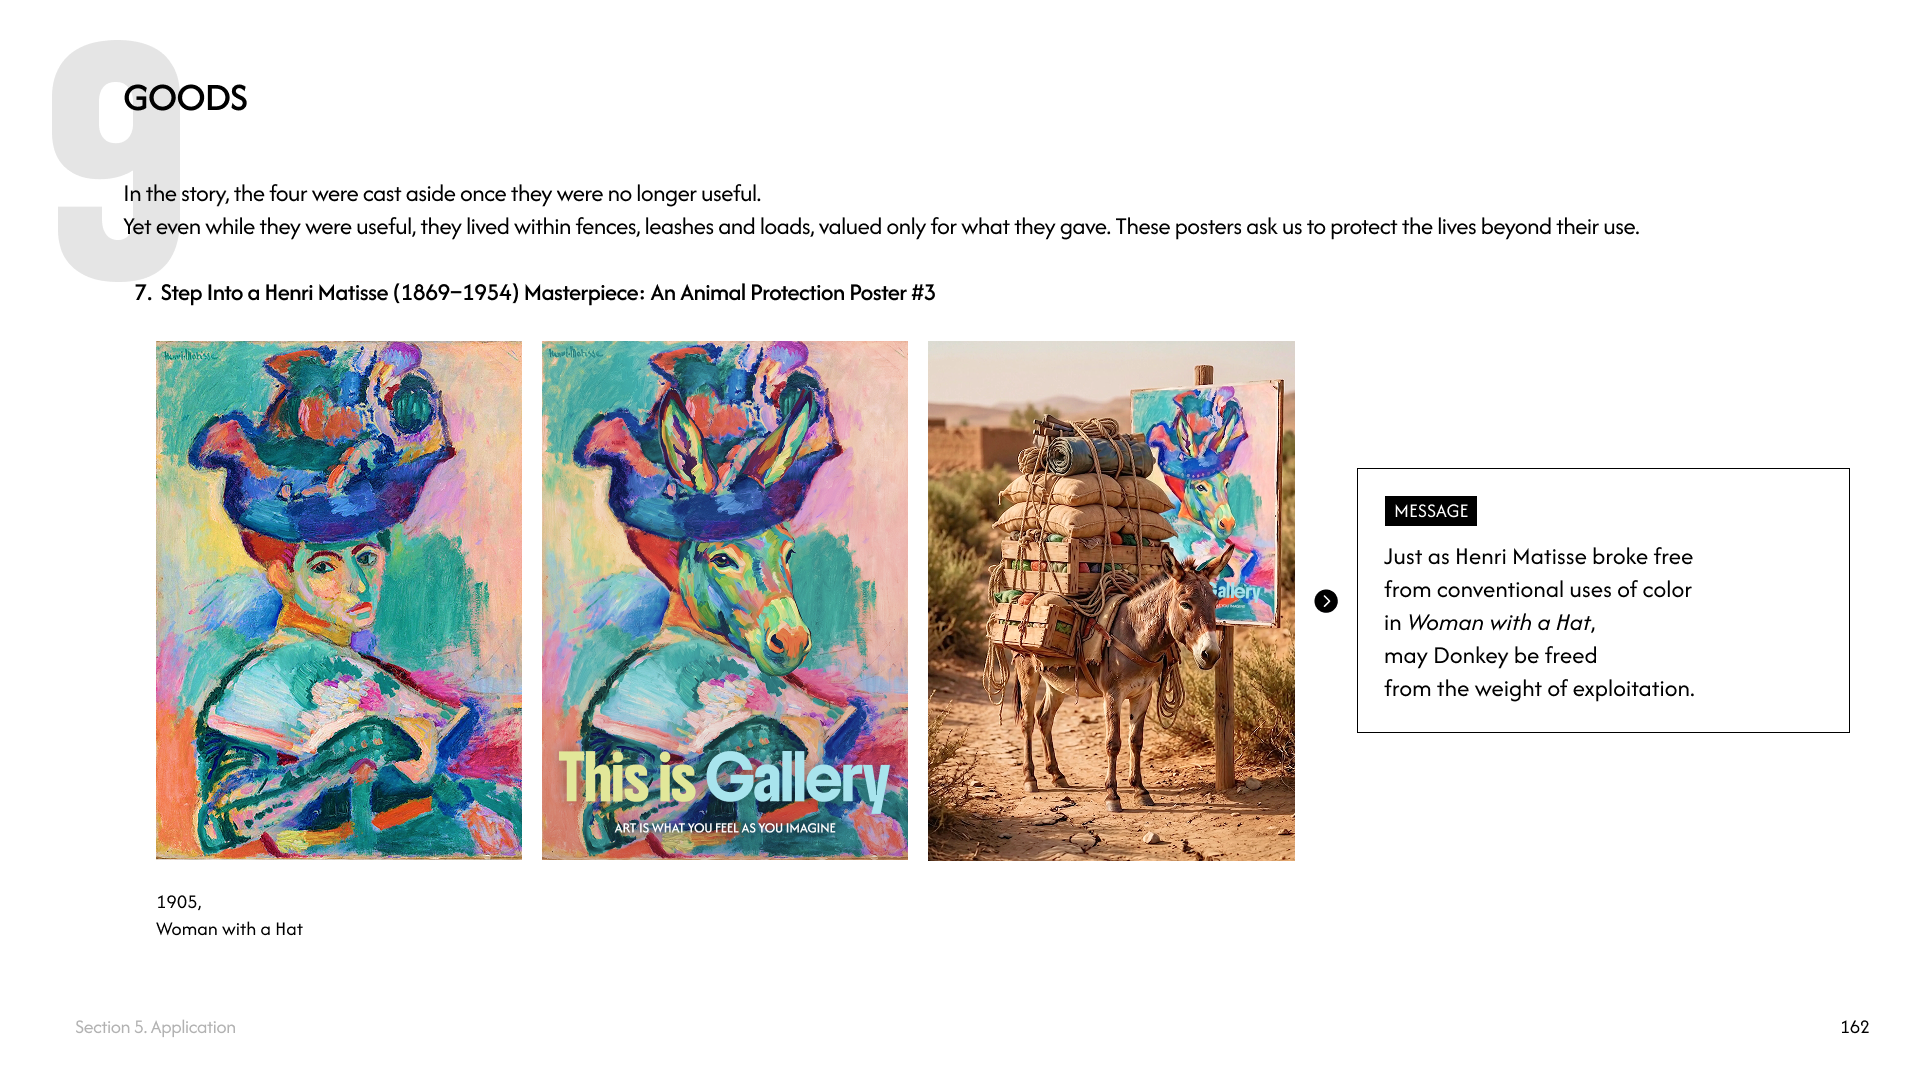 9
GOODS
In the story, the four were cast aside once they were no longer useful.
Yet even while they were useful, they lived within fences, leashes and loads, valued only for what they gave. These posters ask us to protect the lives beyond their use.
7. Step Into a Henri Matisse (1869–1954) Masterpiece: An Animal Protection Poster #3
Henri-Matisse
Henri-Matisse
This is Gallery
ART IS WHAT YOU FEEL AS YOU IMAGINE
allery
MESSAGE
Just as Henri Matisse broke free
from conventional uses of color
in Woman with a Hat,
may Donkey be freed
from the weight of exploitation.
1905,
Woman with a Hat
Section 5. Application
162